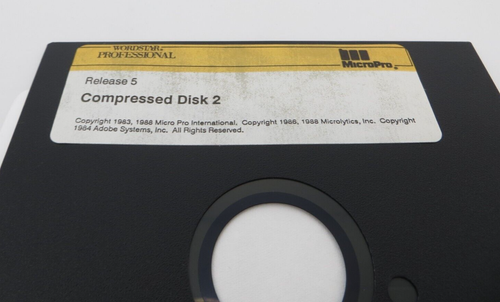 WORDSTAR
PROFESSIONAL
MicroPro
Release 5
Compressed Disk 2
Copyright 1983, 1988 Micro Pro International. Copyright 1986, 1988 Microlytics, Inc. Copyright
1984 Adobe Systems, Inc. All Rights Reserved.